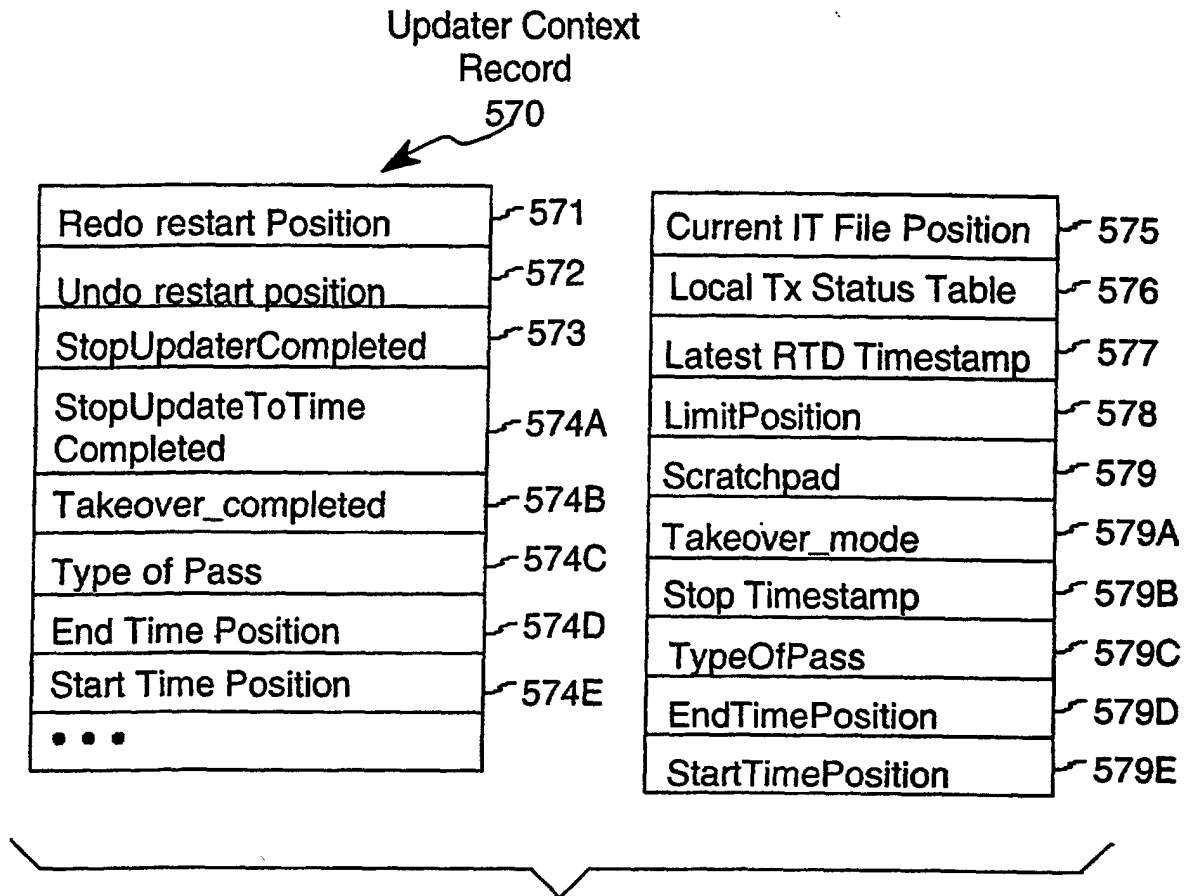 Updater Context
Record
570
Redo restart Position 571
Undo restart position 572
StopUpdaterCompleted 573
StopUpdateToTime
Completed 574A
Takeover_completed 574B
Type of Pass 574C
End Time Position 574D
Start Time Position 574E
• • •
Current IT File Position 575
Local Tx Status Table 576
Latest RTD Timestamp 577
LimitPosition 578
Scratchpad 579
Takeover_mode 579A
Stop Timestamp 579B
TypeOfPass 579C
EndTimePosition 579D
StartTimePosition 579E